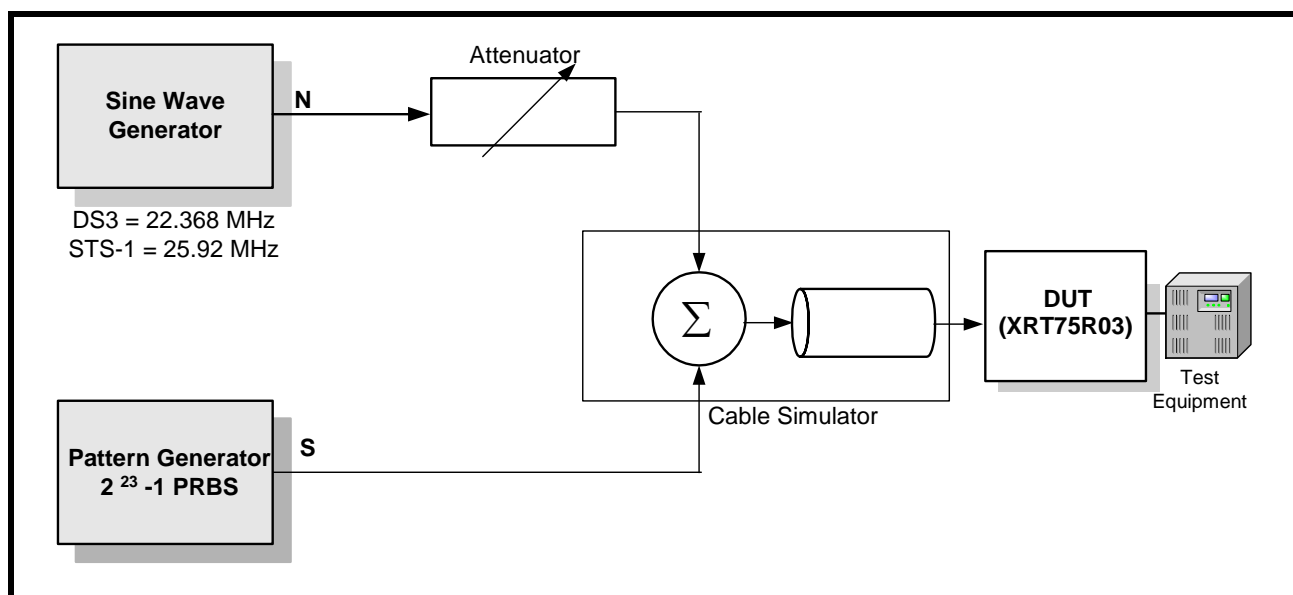 Sine Wave
Generator
N
Attenuator
DS3 = 22.368 MHz
STS-1 = 25.92 MHz
Σ
DUT
(XRT75R03)
Test
Equipment
Cable Simulator
Pattern Generator
2 23 -1 PRBS
S